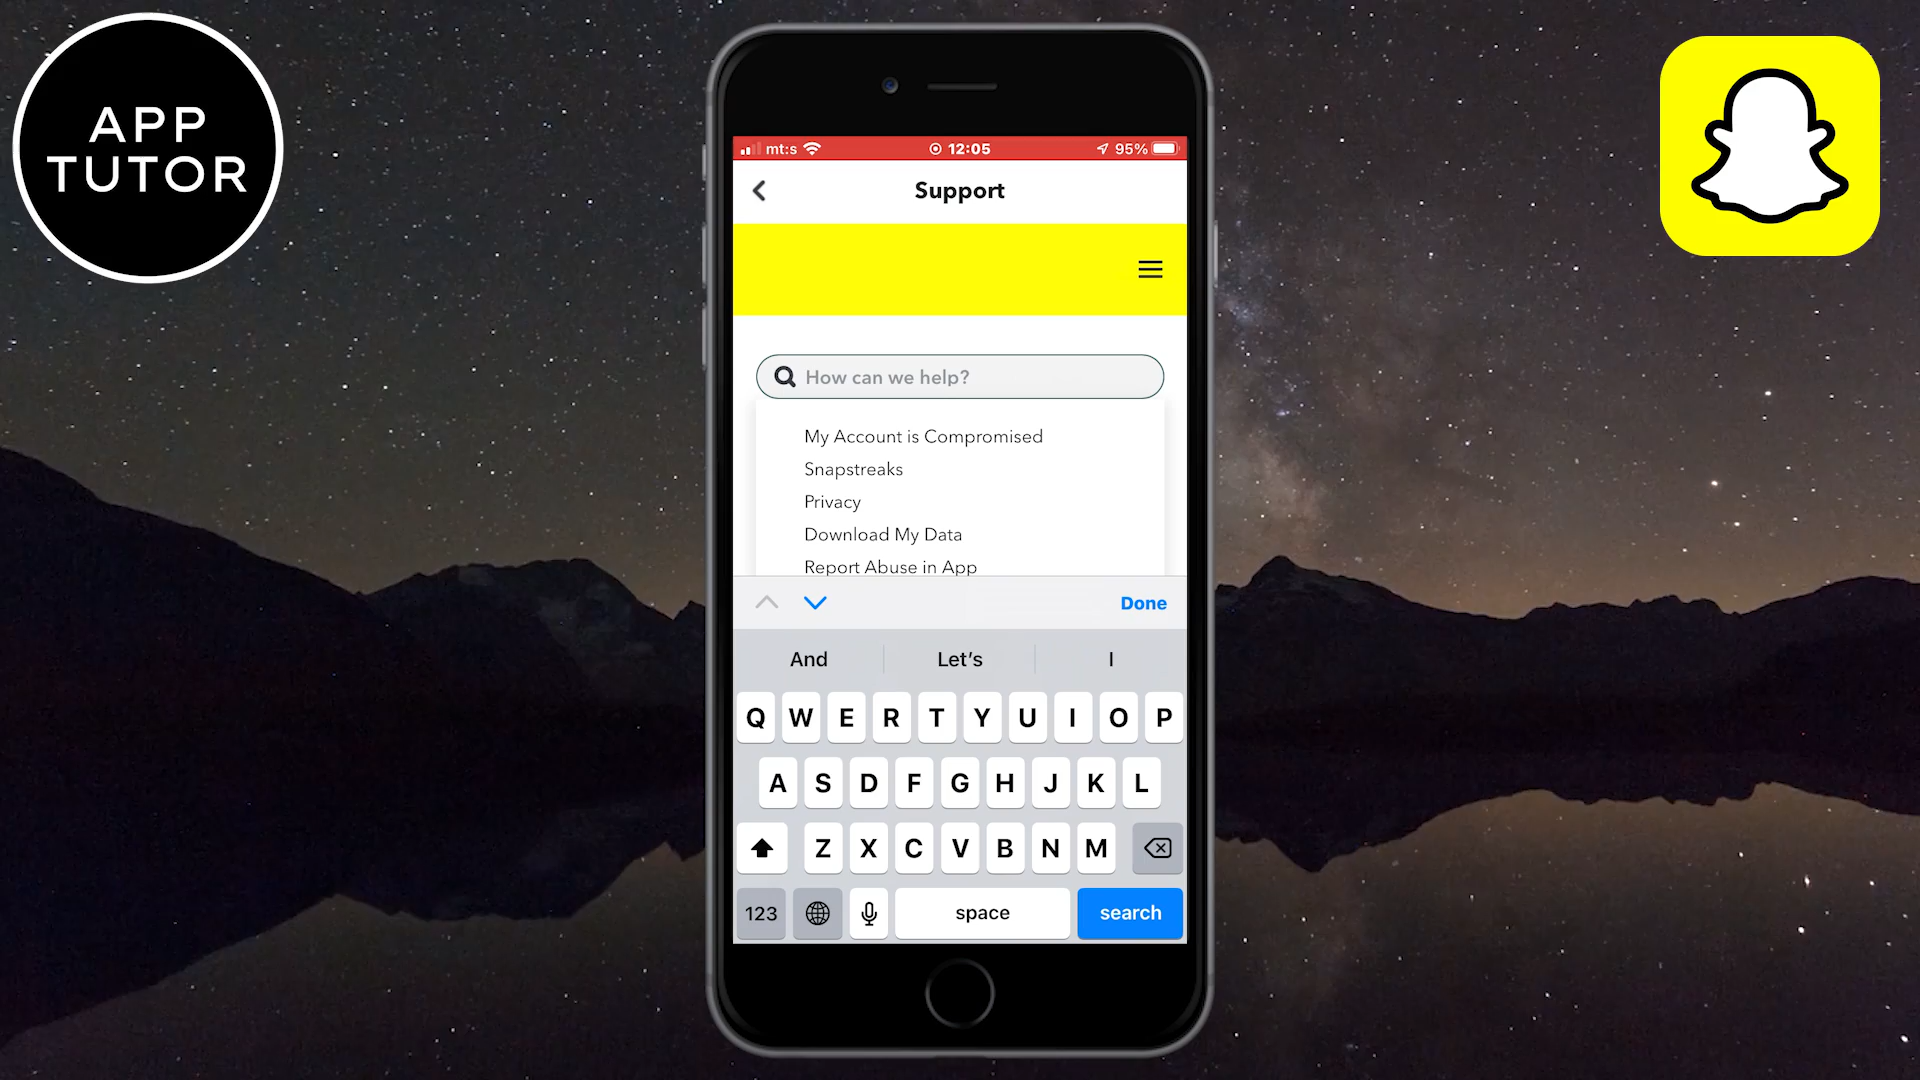 APP
TUTOR
mt:s 12:05 95%
Support
How can we help?
My Account is Compromised
Snapstreaks
Privacy
Download My Data
Report Abuse in App
Done
And Let's I
Q W E R T Y U I O P
A S D F G H J K L
Z X C V B N M
123 space search